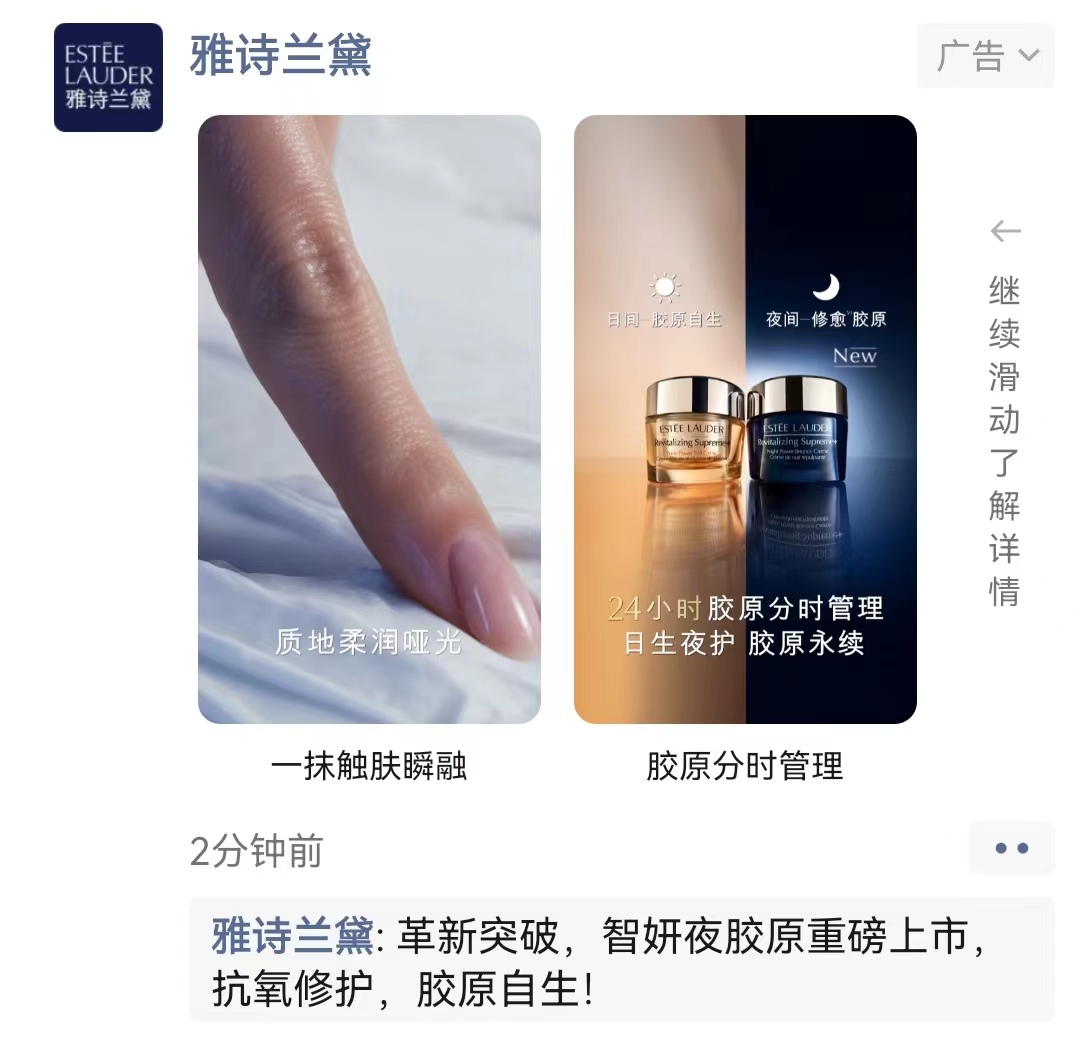 ESTĒE
LAUDER
雅诗兰黛
雅诗兰黛
广告
质地柔润哑光
一抹触肤瞬融
日间—胶原自生
夜间—修愈胶原
New
ESTĒE LAUDER
Revitalizing Supreme+
ESTĒE LAUDER
Revitalizing Supreme+
Night Power Bounce Creme
24小时胶原分时管理
日生夜护 胶原永续
胶原分时管理
继续滑动了解详情
2分钟前
雅诗兰黛: 革新突破，智妍夜胶原重磅上市，
抗氧修护，胶原自生！